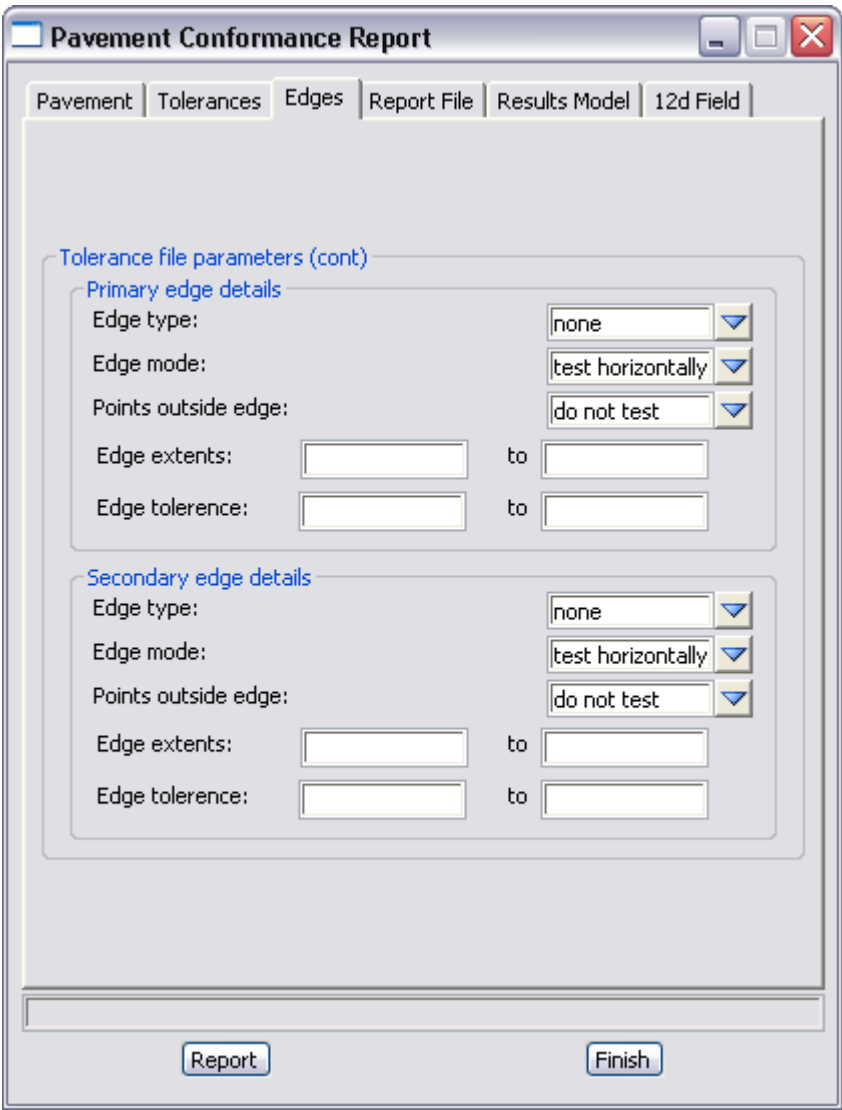 Pavement Conformance Report
Pavement Tolerances Edges Report File Results Model 12d Field
Tolerance file parameters (cont)
Primary edge details
Edge type: none
Edge mode: test horizontally
Points outside edge: do not test
Edge extents: to
Edge tolerence: to
Secondary edge details
Edge type: none
Edge mode: test horizontally
Points outside edge: do not test
Edge extents: to
Edge tolerence: to
Report Finish